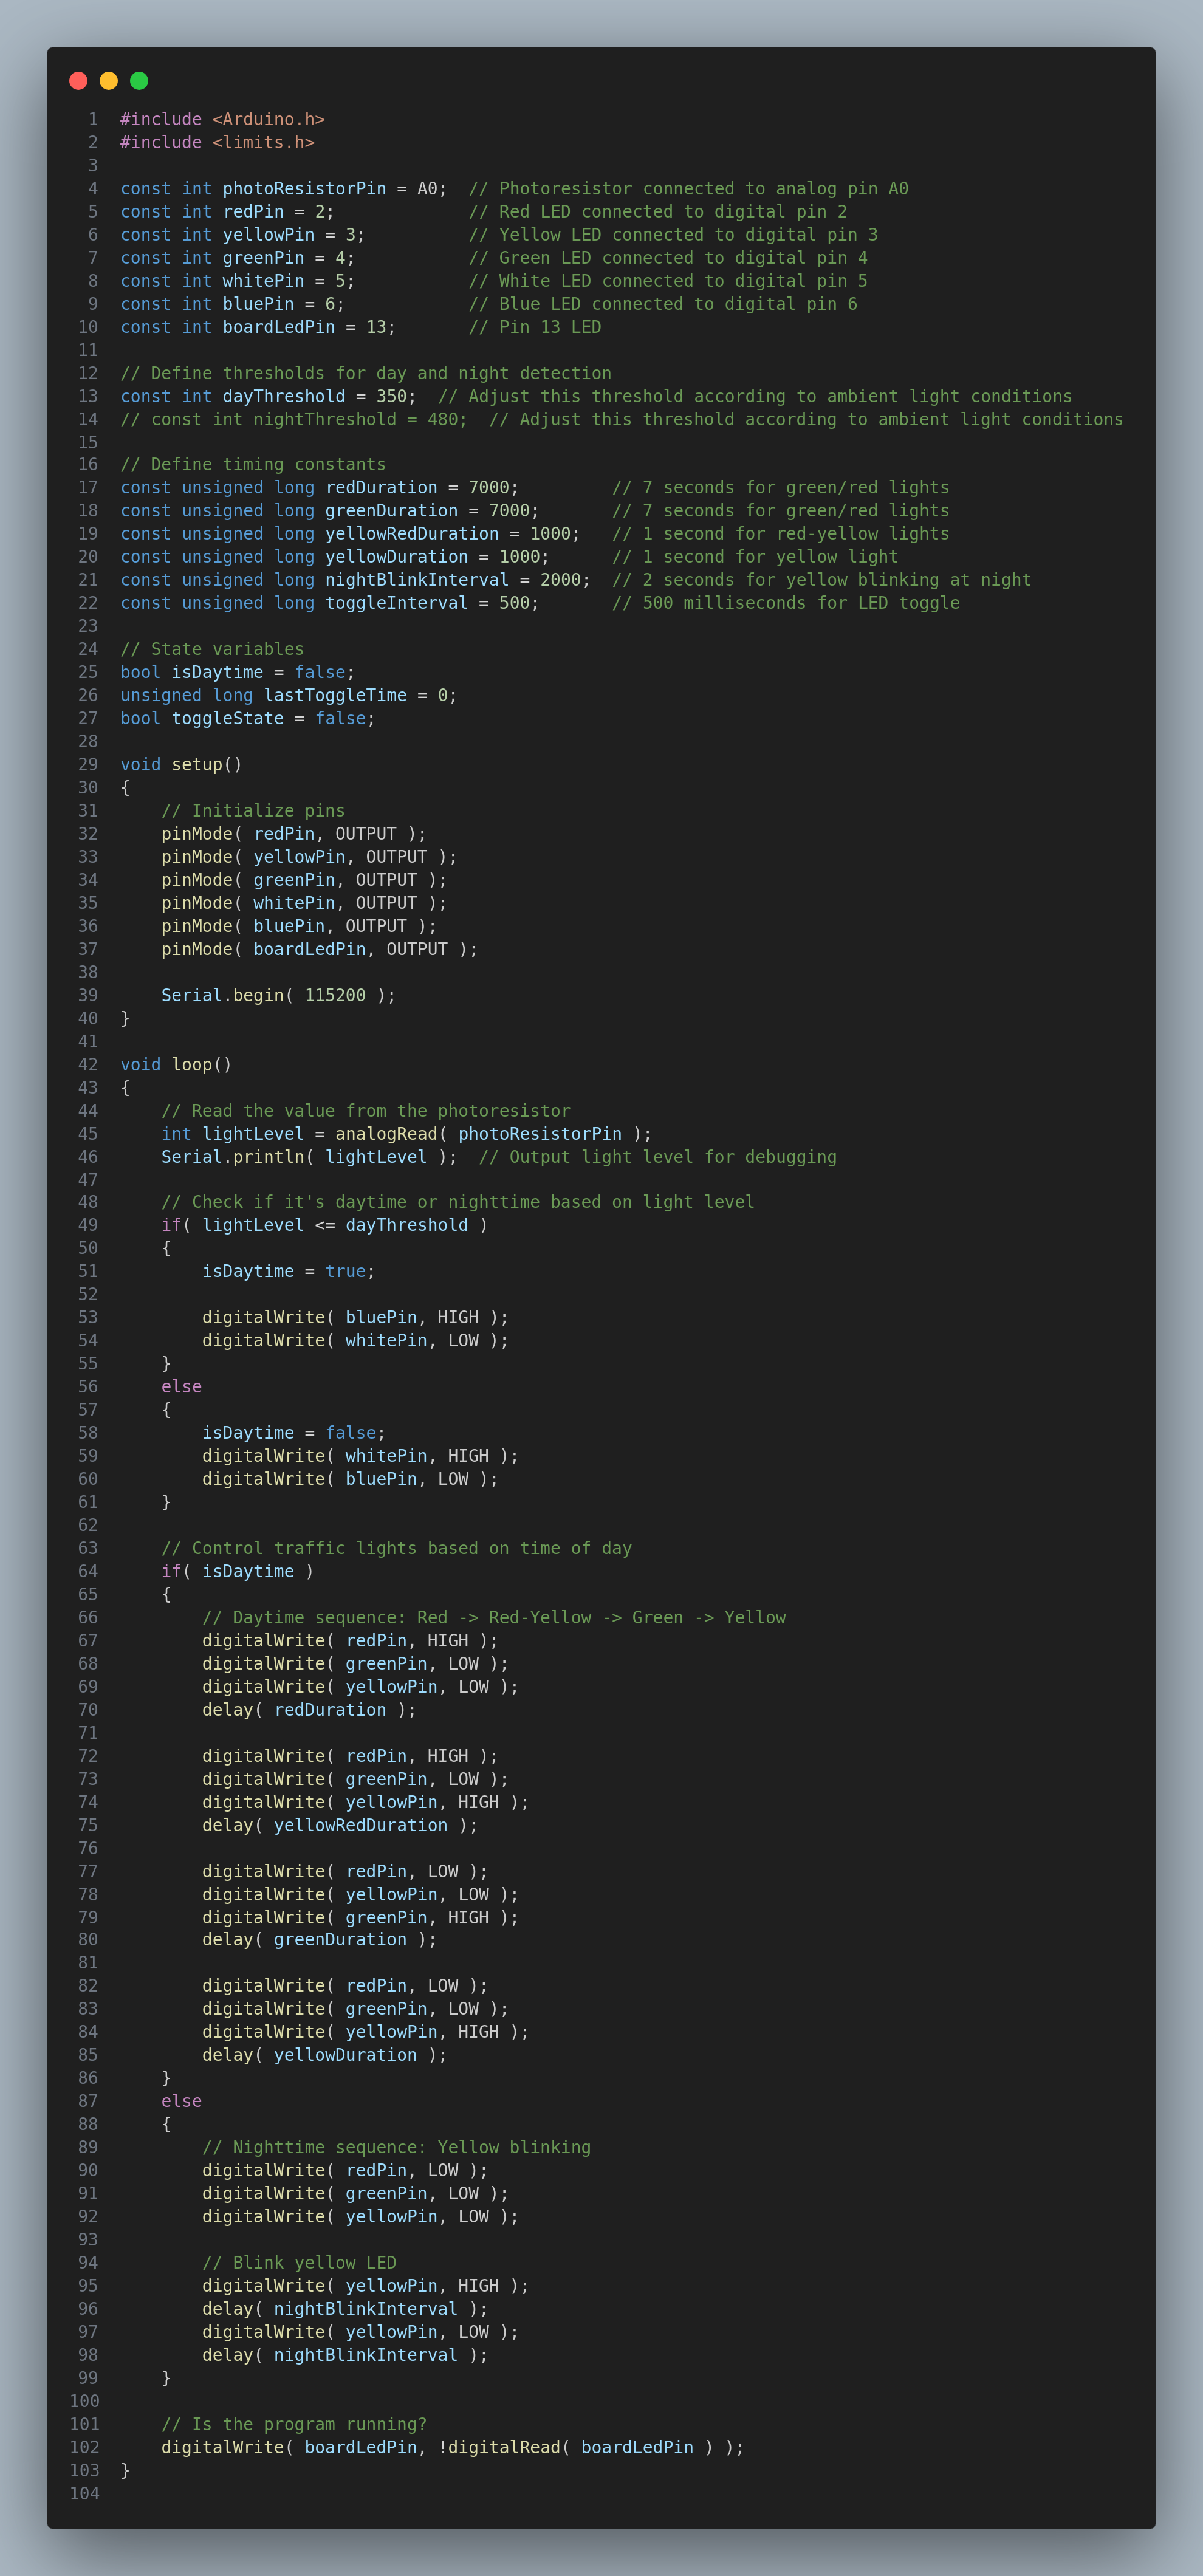 1 #include <Arduino.h>
2 #include <limits.h>
3
4 const int photoResistorPin = A0;  // Photoresistor connected to analog pin A0
5 const int redPin = 2;             // Red LED connected to digital pin 2
6 const int yellowPin = 3;          // Yellow LED connected to digital pin 3
7 const int greenPin = 4;           // Green LED connected to digital pin 4
8 const int whitePin = 5;           // White LED connected to digital pin 5
9 const int bluePin = 6;            // Blue LED connected to digital pin 6
10 const int boardLedPin = 13;       // Pin 13 LED
11
12 // Define thresholds for day and night detection
13 const int dayThreshold = 350;  // Adjust this threshold according to ambient light conditions
14 // const int nightThreshold = 480;  // Adjust this threshold according to ambient light conditions
15
16 // Define timing constants
17 const unsigned long redDuration = 7000;         // 7 seconds for green/red lights
18 const unsigned long greenDuration = 7000;       // 7 seconds for green/red lights
19 const unsigned long yellowRedDuration = 1000;   // 1 second for red-yellow lights
20 const unsigned long yellowDuration = 1000;      // 1 second for yellow light
21 const unsigned long nightBlinkInterval = 2000;  // 2 seconds for yellow blinking at night
22 const unsigned long toggleInterval = 500;       // 500 milliseconds for LED toggle
23
24 // State variables
25 bool isDaytime = false;
26 unsigned long lastToggleTime = 0;
27 bool toggleState = false;
28
29 void setup()
30 {
31     // Initialize pins
32     pinMode( redPin, OUTPUT );
33     pinMode( yellowPin, OUTPUT );
34     pinMode( greenPin, OUTPUT );
35     pinMode( whitePin, OUTPUT );
36     pinMode( bluePin, OUTPUT );
37     pinMode( boardLedPin, OUTPUT );
38
39     Serial.begin( 115200 );
40 }
41
42 void loop()
43 {
44     // Read the value from the photoresistor
45     int lightLevel = analogRead( photoResistorPin );
46     Serial.println( lightLevel );  // Output light level for debugging
47
48     // Check if it's daytime or nighttime based on light level
49     if( lightLevel <= dayThreshold )
50     {
51         isDaytime = true;
52
53         digitalWrite( bluePin, HIGH );
54         digitalWrite( whitePin, LOW );
55     }
56     else
57     {
58         isDaytime = false;
59         digitalWrite( whitePin, HIGH );
60         digitalWrite( bluePin, LOW );
61     }
62
63     // Control traffic lights based on time of day
64     if( isDaytime )
65     {
66         // Daytime sequence: Red -> Red-Yellow -> Green -> Yellow
67         digitalWrite( redPin, HIGH );
68         digitalWrite( greenPin, LOW );
69         digitalWrite( yellowPin, LOW );
70         delay( redDuration );
71
72         digitalWrite( redPin, HIGH );
73         digitalWrite( greenPin, LOW );
74         digitalWrite( yellowPin, HIGH );
75         delay( yellowRedDuration );
76
77         digitalWrite( redPin, LOW );
78         digitalWrite( yellowPin, LOW );
79         digitalWrite( greenPin, HIGH );
80         delay( greenDuration );
81
82         digitalWrite( redPin, LOW );
83         digitalWrite( greenPin, LOW );
84         digitalWrite( yellowPin, HIGH );
85         delay( yellowDuration );
86     }
87     else
88     {
89         // Nighttime sequence: Yellow blinking
90         digitalWrite( redPin, LOW );
91         digitalWrite( greenPin, LOW );
92         digitalWrite( yellowPin, LOW );
93
94         // Blink yellow LED
95         digitalWrite( yellowPin, HIGH );
96         delay( nightBlinkInterval );
97         digitalWrite( yellowPin, LOW );
98         delay( nightBlinkInterval );
99     }
100
101     // Is the program running?
102     digitalWrite( boardLedPin, !digitalRead( boardLedPin ) );
103 }
104